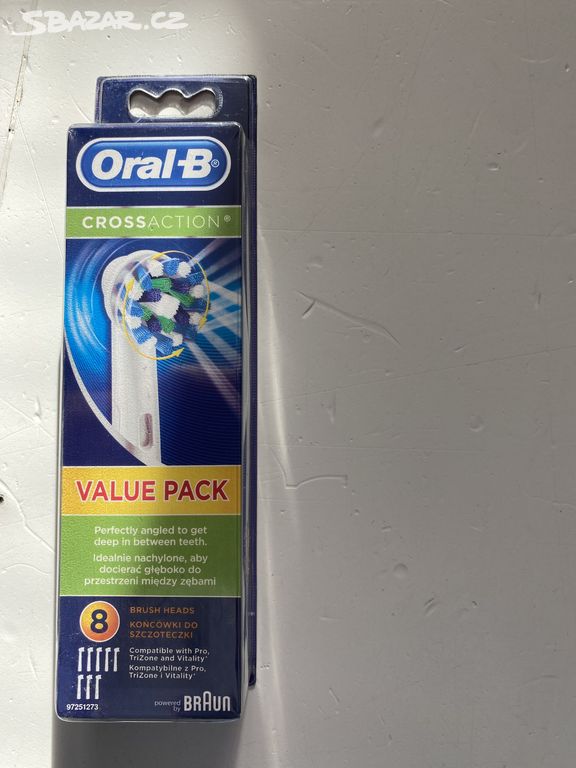 SBAZAR.CZ
Oral-B®
CROSSACTION®
VALUE PACK
Perfectly angled to get
deep in between teeth.
Idealnie nachylone, aby
docierać głęboko do
przestrzeni między zębami
8
BRUSH HEADS
KOŃCÓWKI DO
SZCZOTECZKI
Compatible with Pro,
TriZone and Vitality*
Kompatybilne z Pro,
TriZone i Vitality*
97251273
powered by BRAUN